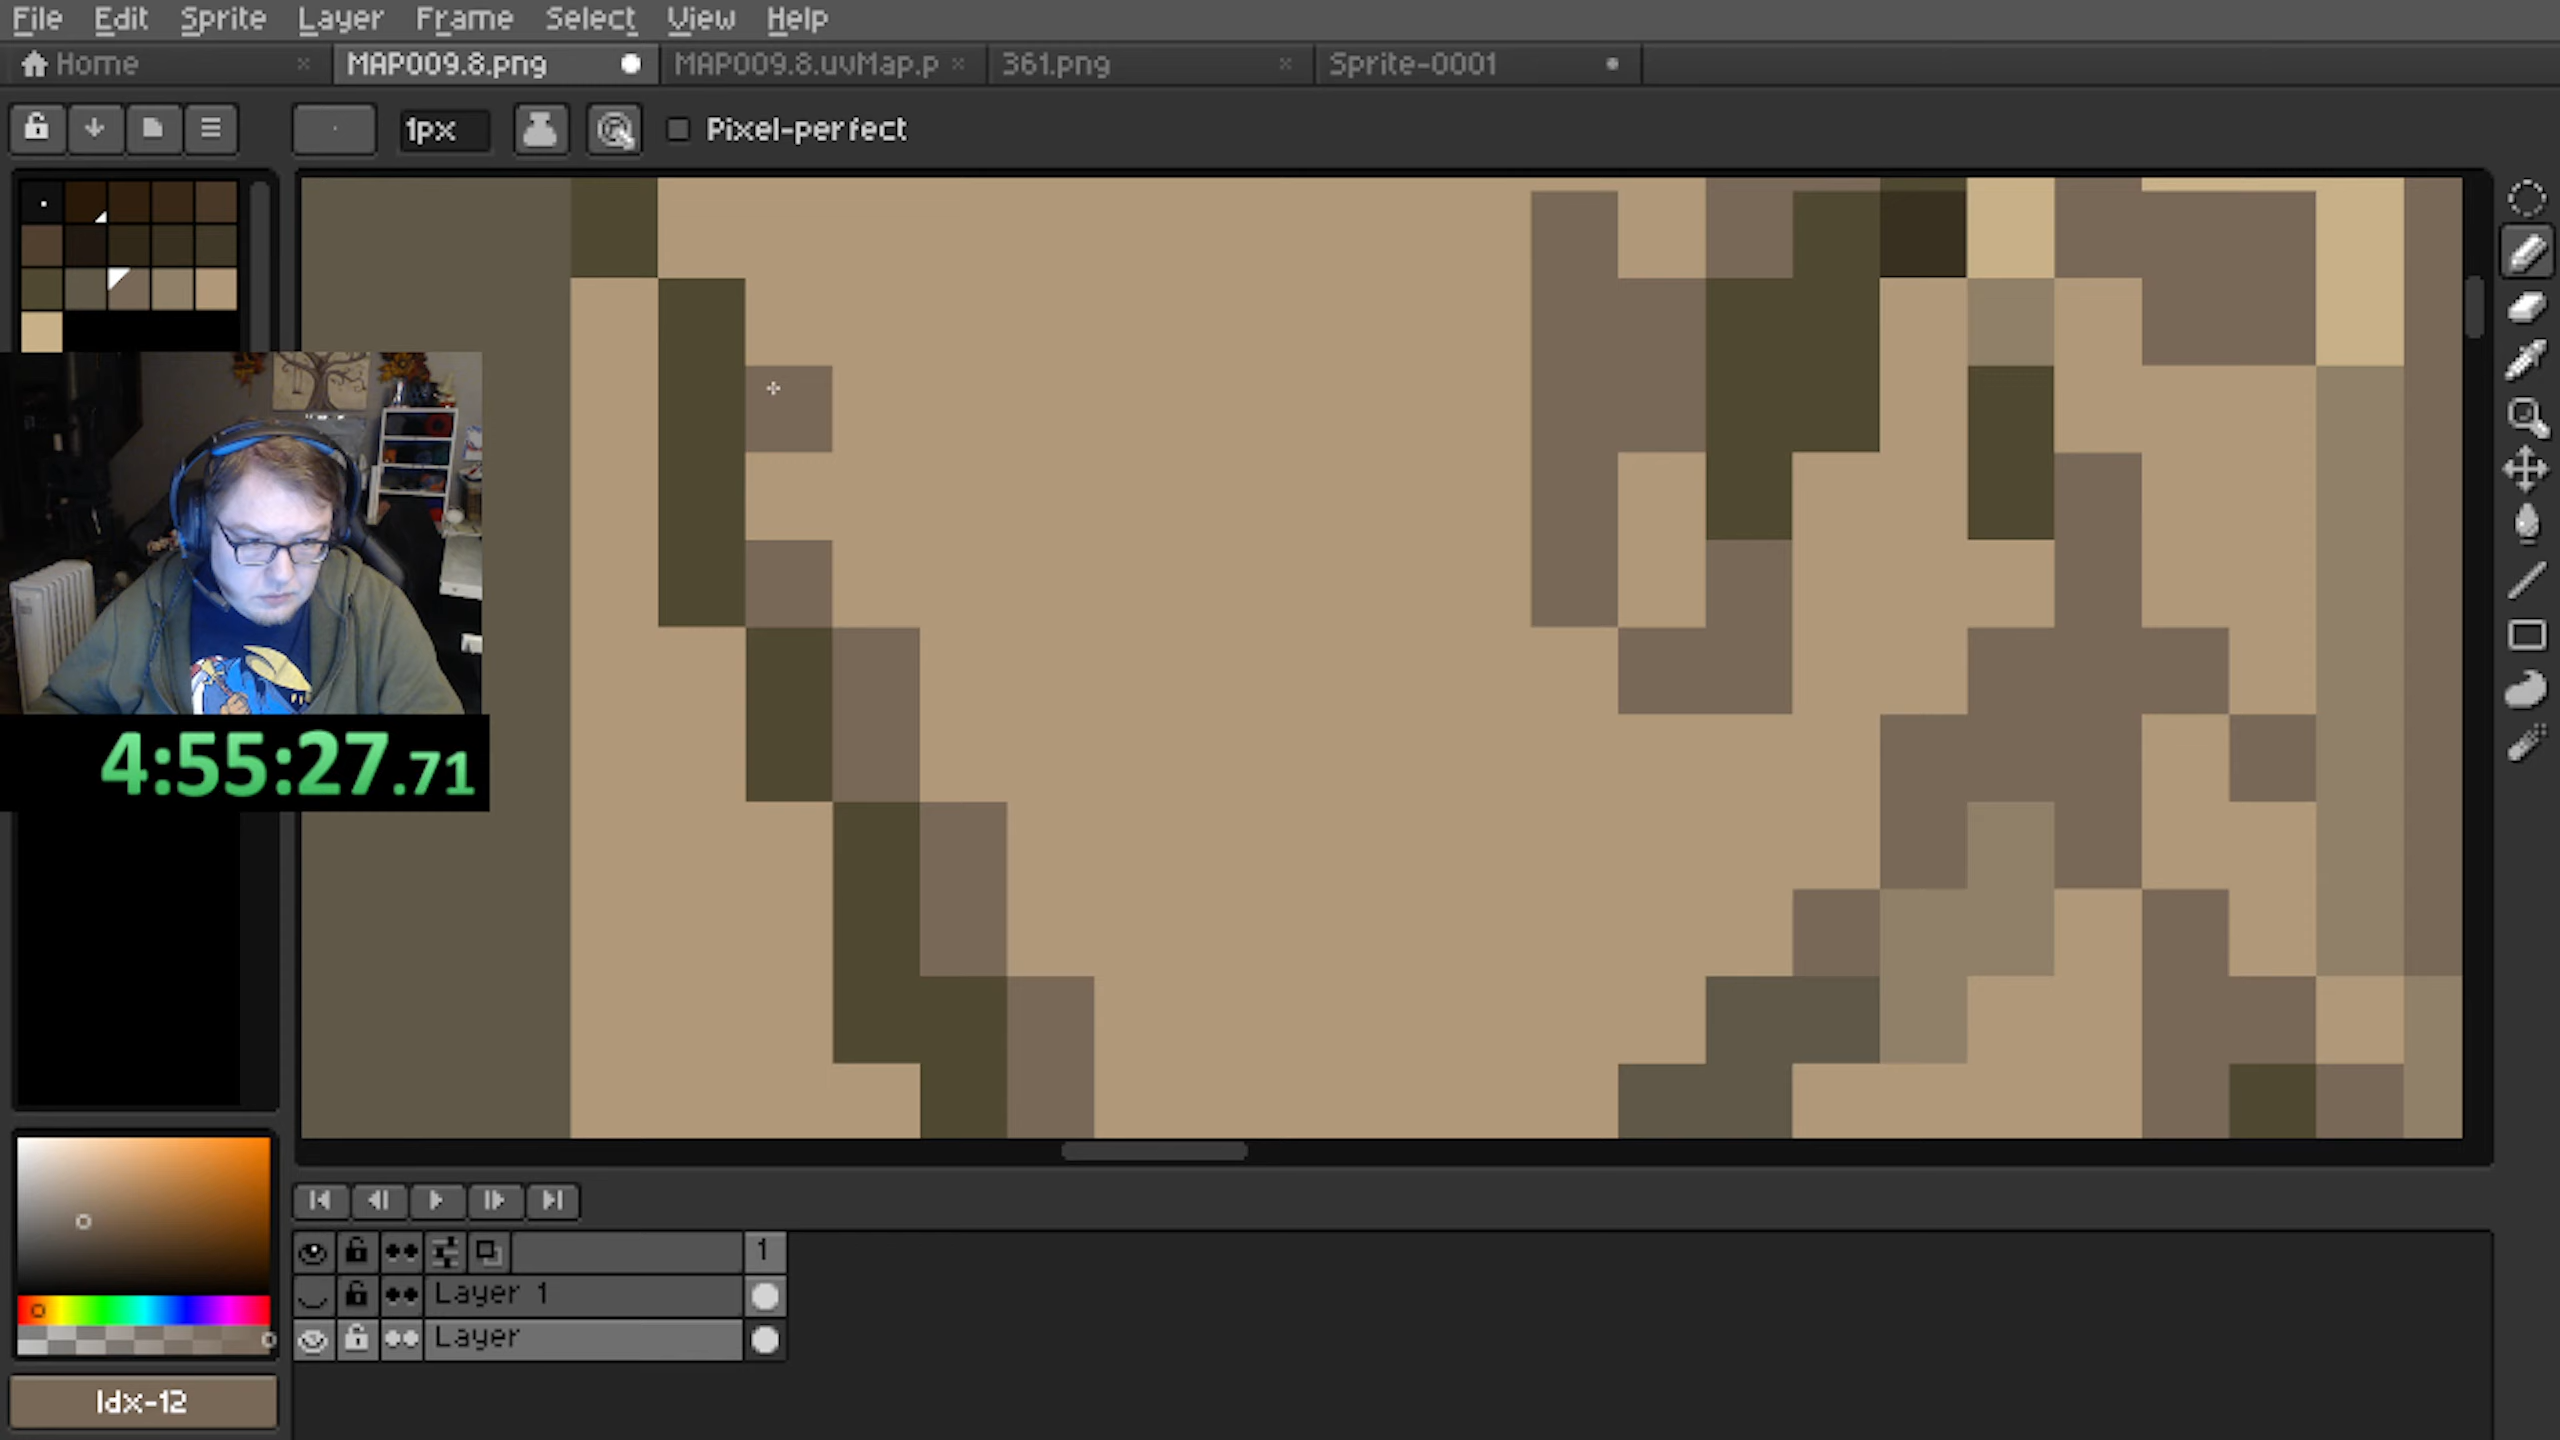 File Edit Sprite Layer Frame Select View Help
Home MAP009.8.png MAP009.8.uvMap.p 361.png Sprite-0001
1px Pixel-perfect
4:55:27.71
1
Layer 1
Layer
Idx-12